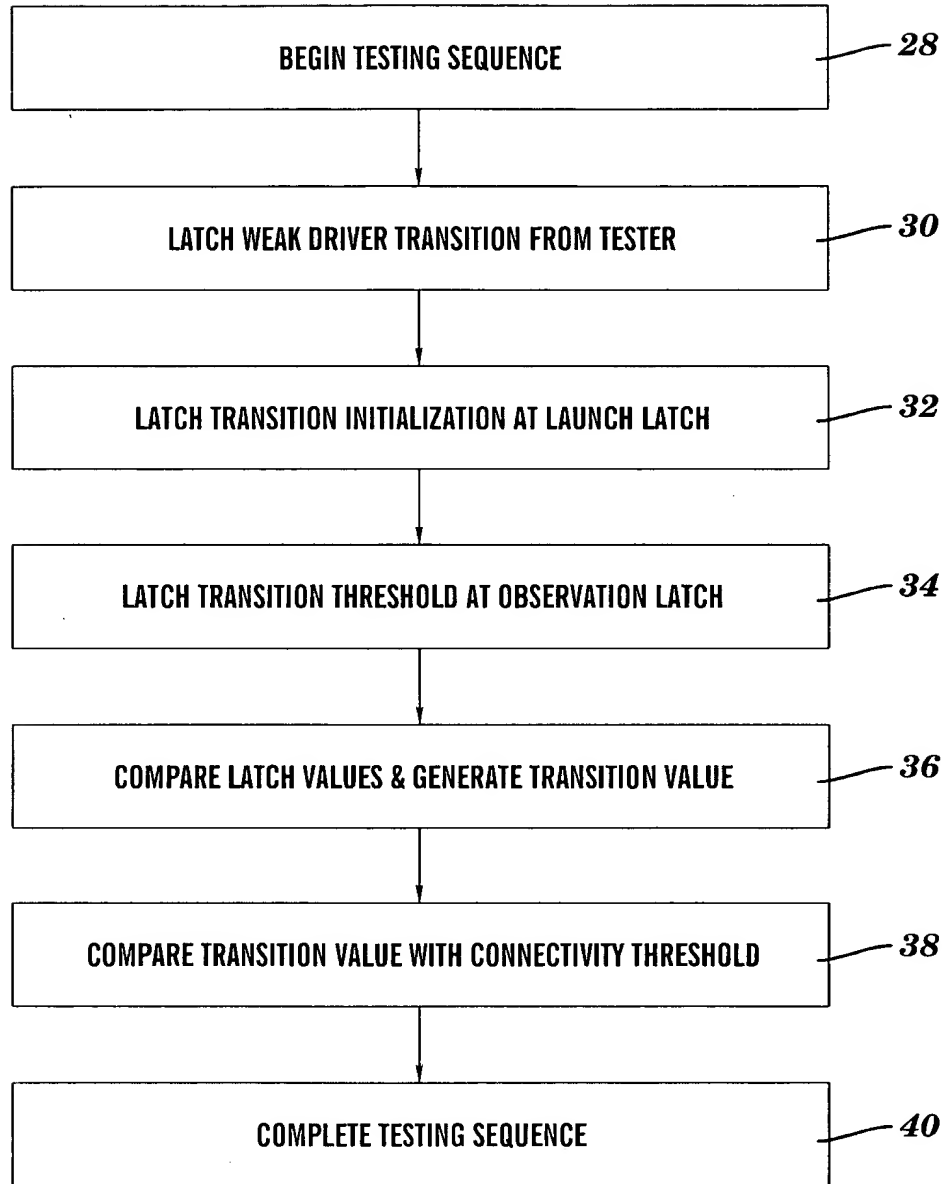 BEGIN TESTING SEQUENCE
28
LATCH WEAK DRIVER TRANSITION FROM TESTER
30
LATCH TRANSITION INITIALIZATION AT LAUNCH LATCH
32
LATCH TRANSITION THRESHOLD AT OBSERVATION LATCH
34
COMPARE LATCH VALUES & GENERATE TRANSITION VALUE
36
COMPARE TRANSITION VALUE WITH CONNECTIVITY THRESHOLD
38
COMPLETE TESTING SEQUENCE
40